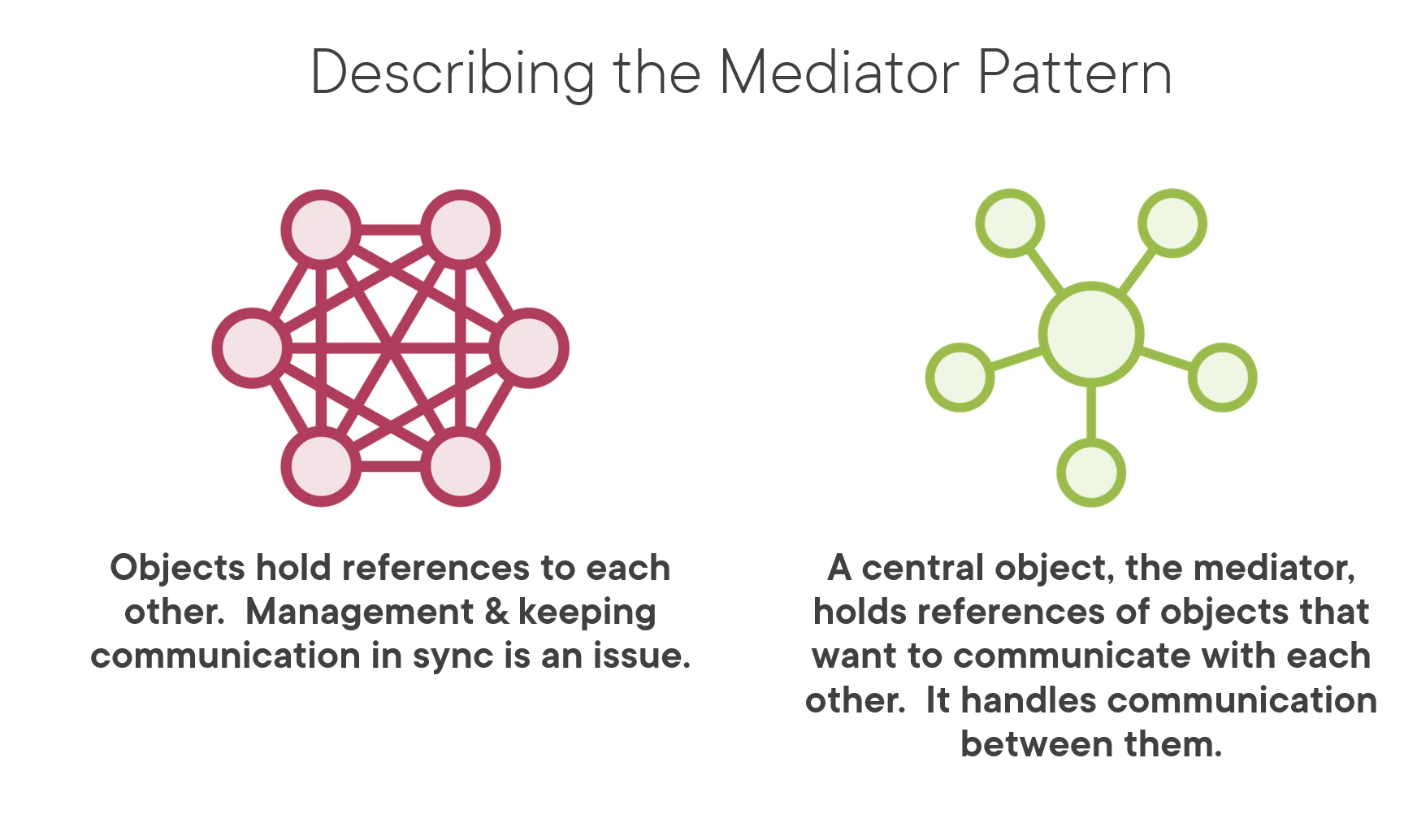 Describing the Mediator Pattern
Objects hold references to each
other.  Management & keeping
communication in sync is an issue.
A central object, the mediator,
holds references of objects that
want to communicate with each
other.  It handles communication
between them.